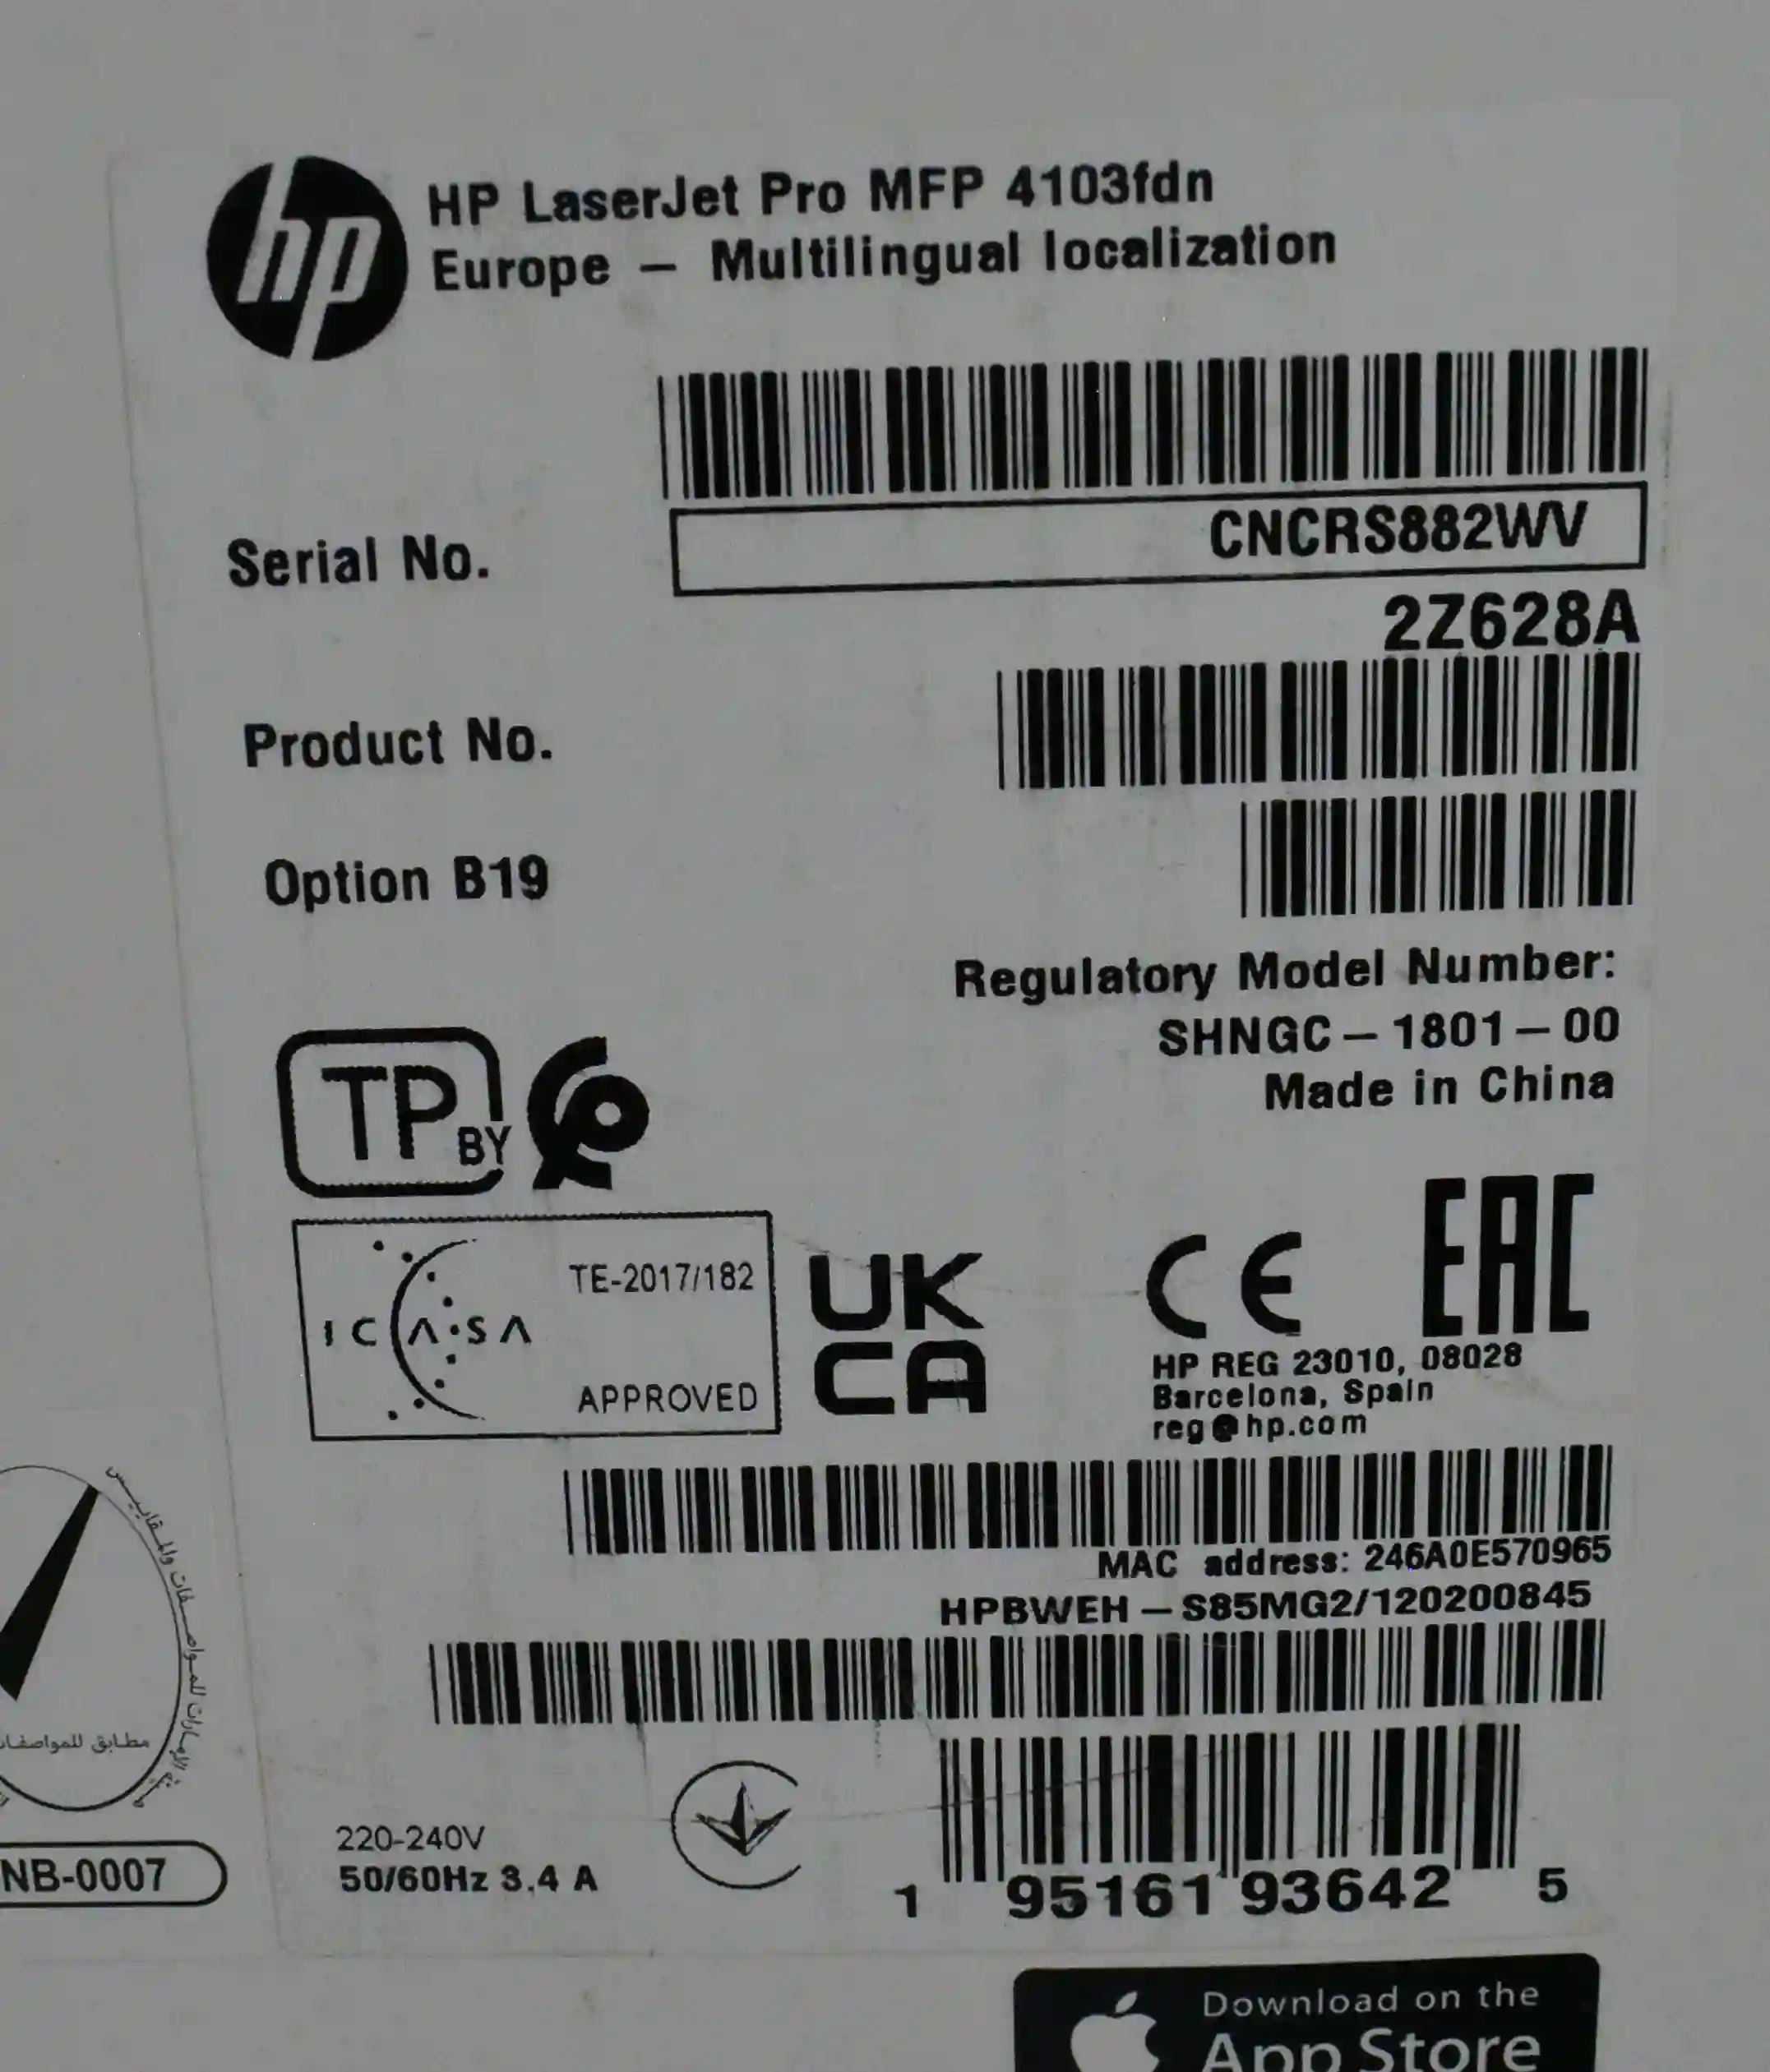 hp
HP LaserJet Pro MFP 4103fdn
Europe – Multilingual localization
Serial No.
CNCRS882WV
2Z628A
Product No.
Option B19
Regulatory Model Number:
SHNGC – 1801 – 00
Made in China
TP BY
ICASA
TE-2017/182
APPROVED
UK
CA
CE
EAC
HP REG 23010, 08028
Barcelona, Spain
reg@hp.com
MAC address: 246A0E570965
HPBWEH – S85MG2/120200845
مطابق للمواصفات
NB-0007
220-240V
50/60Hz 3.4 A
1 95161 93642 5
Download on the
App Store